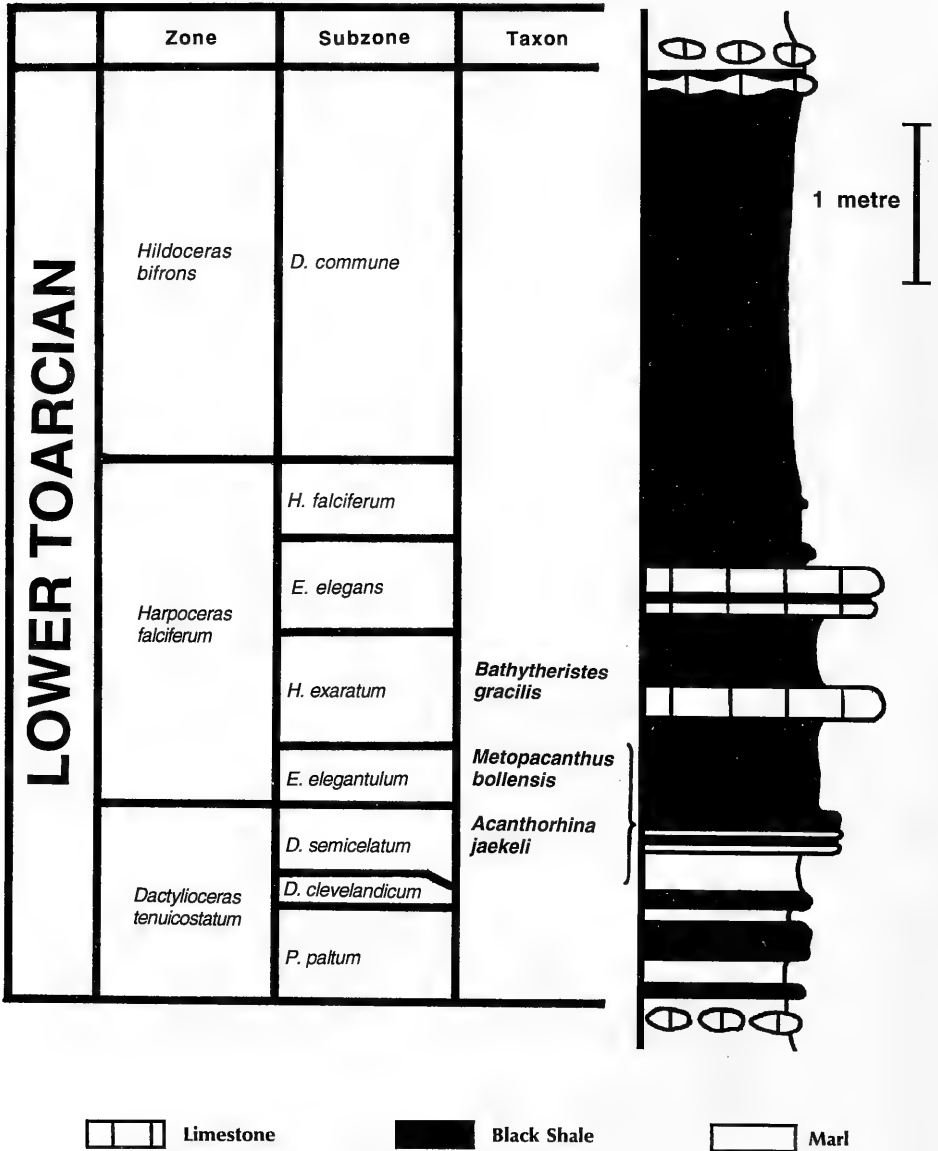 Zone Subzone Taxon
LOWER TOARCIAN
Hildoceras
bifrons
D. commune
Harpoceras
falciferum
H. falciferum
E. elegans
H. exaratum
E. elegantulum
Dactylioceras
tenuicostatum
D. semicelatum
D. clevelandicum
P. paltum
Bathytheristes
gracilis
Metopacanthus
bollensis
Acanthorhina
jaekeli
1 metre
Limestone Black Shale Marl